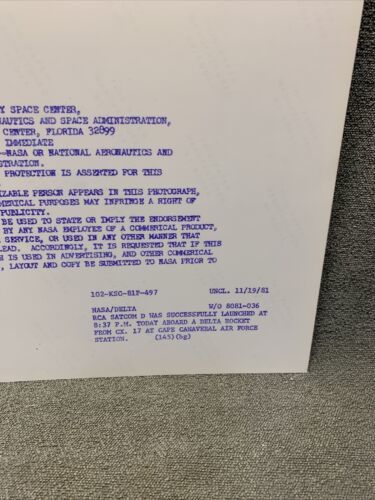 Y SPACE CENTER,
NAUTICS AND SPACE ADMINISTRATION,
CENTER, FLORIDA 32899
IMMEDIATE
--NASA OR NATIONAL AERONAUTICS AND
STRATION.
PROTECTION IS ASSERTED FOR THIS
IZABLE PERSON APPEARS IN THIS PHOTOGRAPH,
MMERICAL PURPOSES MAY INFRINGE A RIGHT OF
PUBLICITY.
BE USED TO STATE OR IMPLY THE ENDORSEMENT
BY ANY NASA EMPLOYEE OF A COMMERICAL PRODUCT,
SERVICE, OR USED IN ANY OTHER MANNER THAT
LEAD. ACCORDINGLY, IT IS REQUESTED THAT IF THIS
H IS USED IN ADVERTISING, AND OTHER COMMERICAL
, LAYOUT AND COPY BE SUBMITTED TO NASA PRIOR TO
102-KSC-81P-497 UNCL. 11/19/81
NASA/DELTA W/O 8081-036
RCA SATCOM D WAS SUCCESSFULLY LAUNCHED AT
8:37 P.M. TODAY ABOARD A DELTA ROCKET
FROM CX. 17 AT CAPE CANAVERAL AIR FORCE
STATION. (145)(bg)